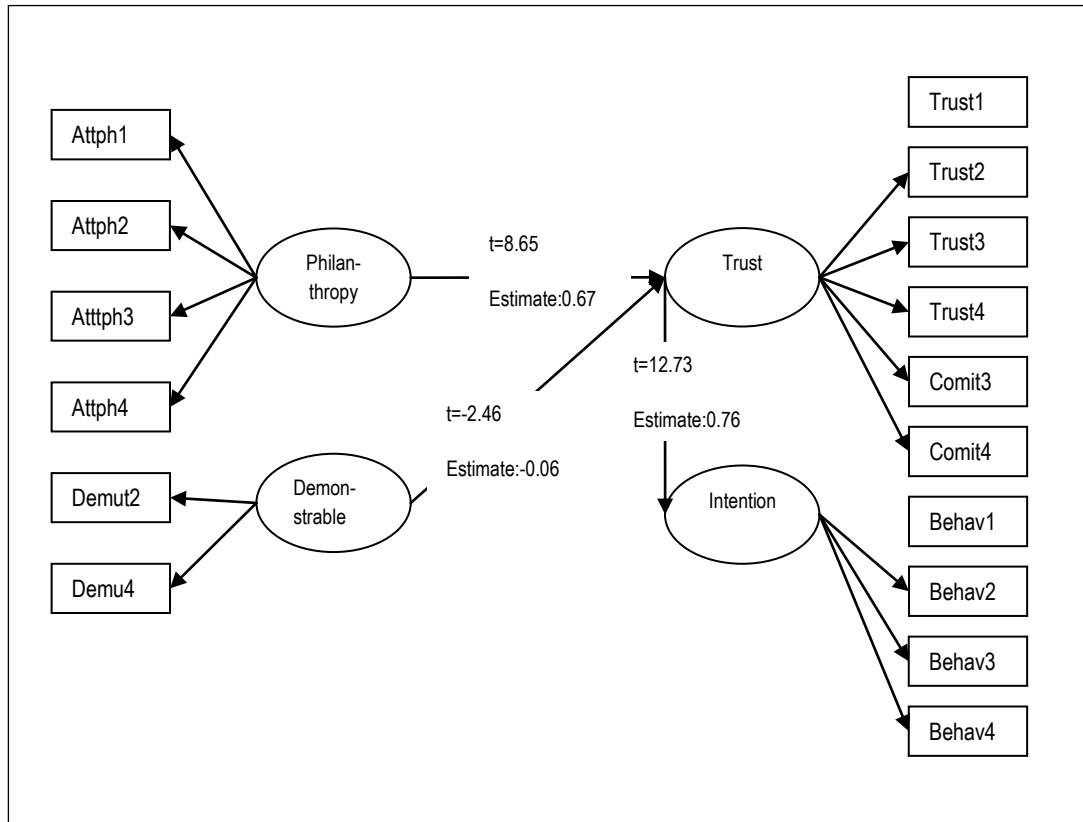 Attph1
Attph2
Atttph3
Attph4
Demut2
Demu4
Philan-
thropy
Demon-
strable
t=8.65
Estimate:0.67
t=-2.46
Estimate:-0.06
t=12.73
Estimate:0.76
Trust
Intention
Trust1
Trust2
Trust3
Trust4
Comit3
Comit4
Behav1
Behav2
Behav3
Behav4